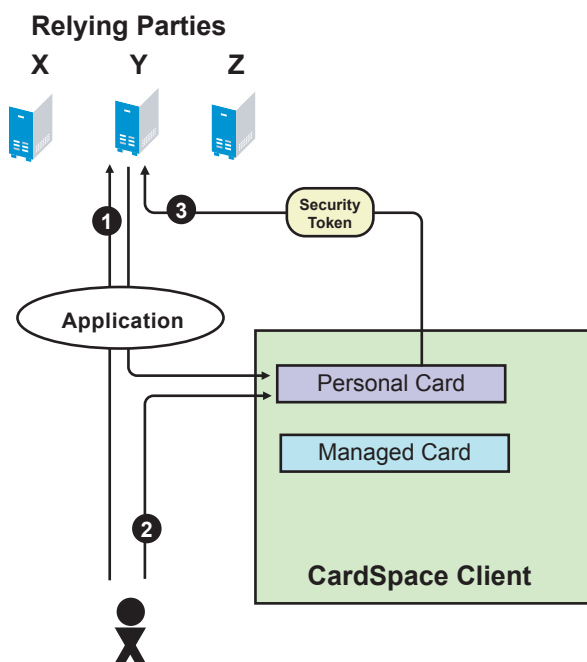 Relying Parties
X Y Z
1
3
Security
Token
Application
Personal Card
Managed Card
2
CardSpace Client